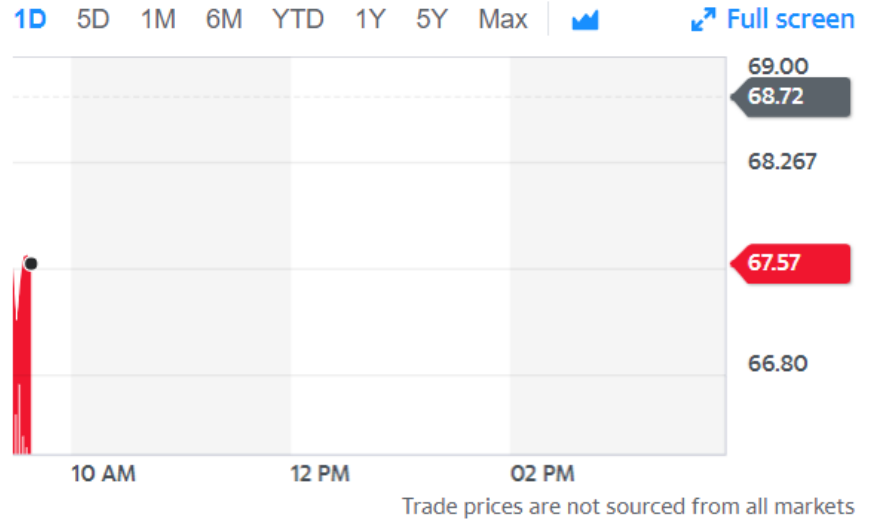 1D 5D 1M 6M YTD 1Y 5Y Max Full screen
69.00
68.72
68.267
67.57
66.80
10 AM 12 PM 02 PM
Trade prices are not sourced from all markets